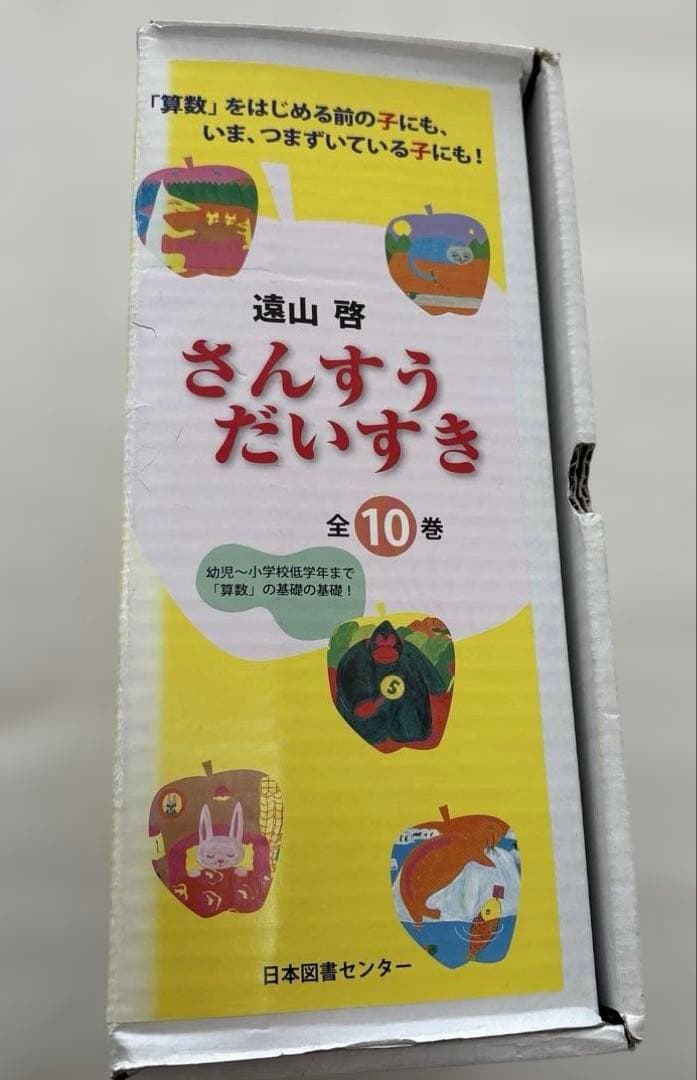 「算数」をはじめる前の子にも、
いま、つまずいている子にも！
遠山 啓
さんすう
だいすき
全10巻
幼児～小学校低学年まで
「算数」の基礎の基礎！
5
日本図書センター